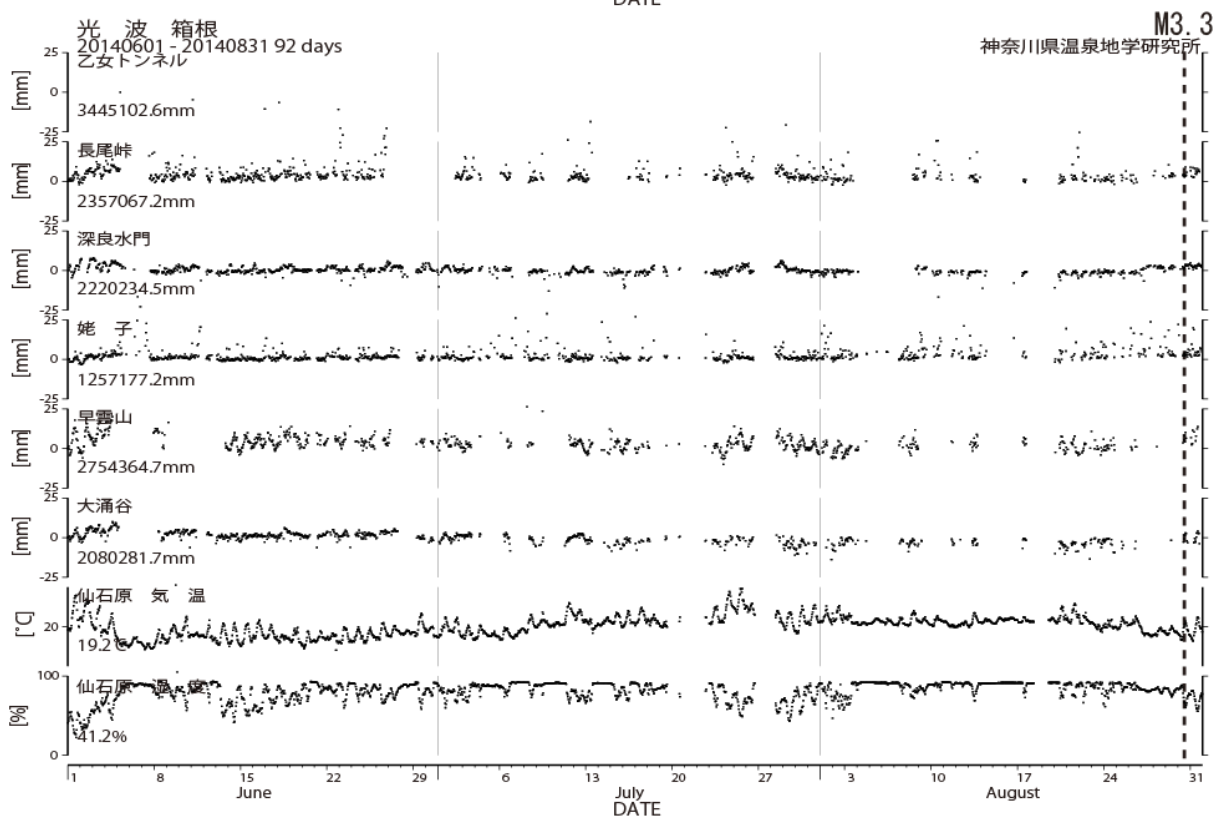 DATE
光 波 箱根
M3.3
20140601 - 20140831 92 days
神奈川県温泉地学研究所
25
乙女トンネル
[mm]
0
3445102.6mm
-25
25
長尾峠
[mm]
0
2357067.2mm
-25
25
深良水門
[mm]
0
2220234.5mm
-25
25
姥 子
[mm]
0
1257177.2mm
-25
25
早雲山
[mm]
0
2754364.7mm
-25
25
大涌谷
[mm]
0
2080281.7mm
-25
仙石原 気 温
[°C]
20
19.2℃
100
仙石原 湿 度
[%]
41.2%
0
1 8 15 22 29 6 13 20 27 3 10 17 24 31
June July August
DATE